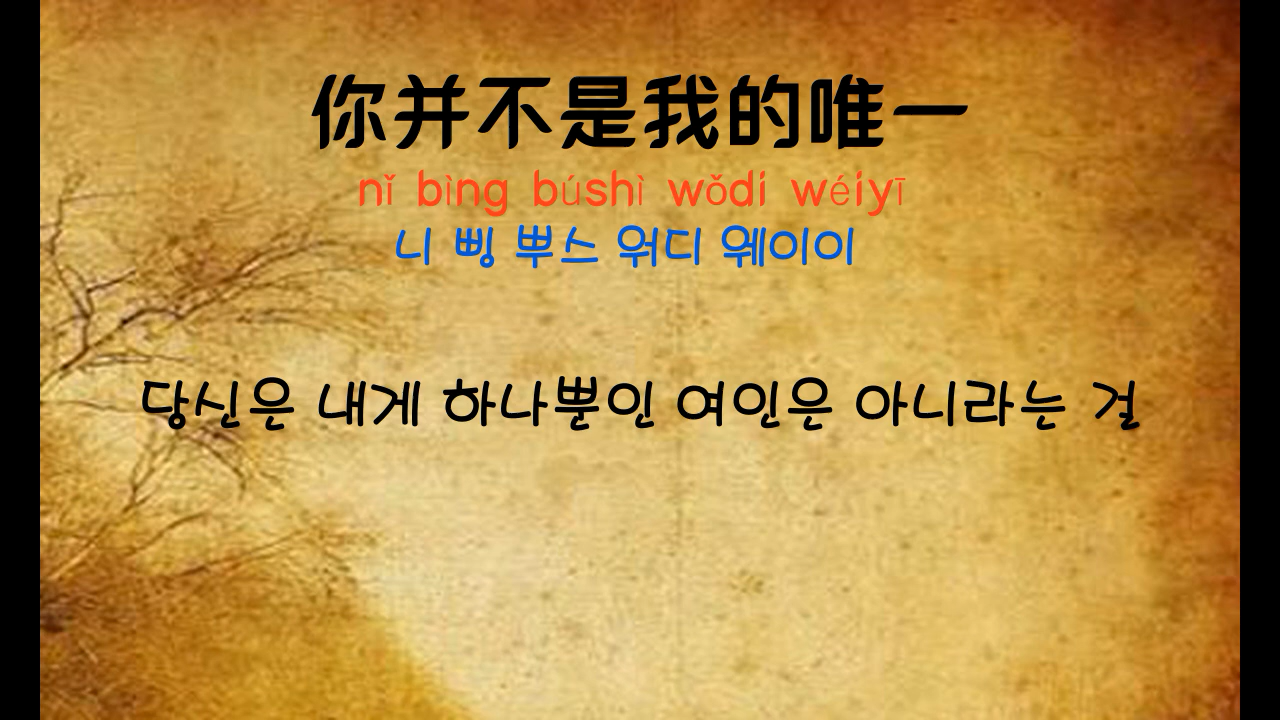 你并不是我的唯一
nǐ bìng búshì wǒdí wéiyī
니 삥 뿌스 워디 웨이이
당신은 내게 하나뿐인 여인은 아니라는 걸